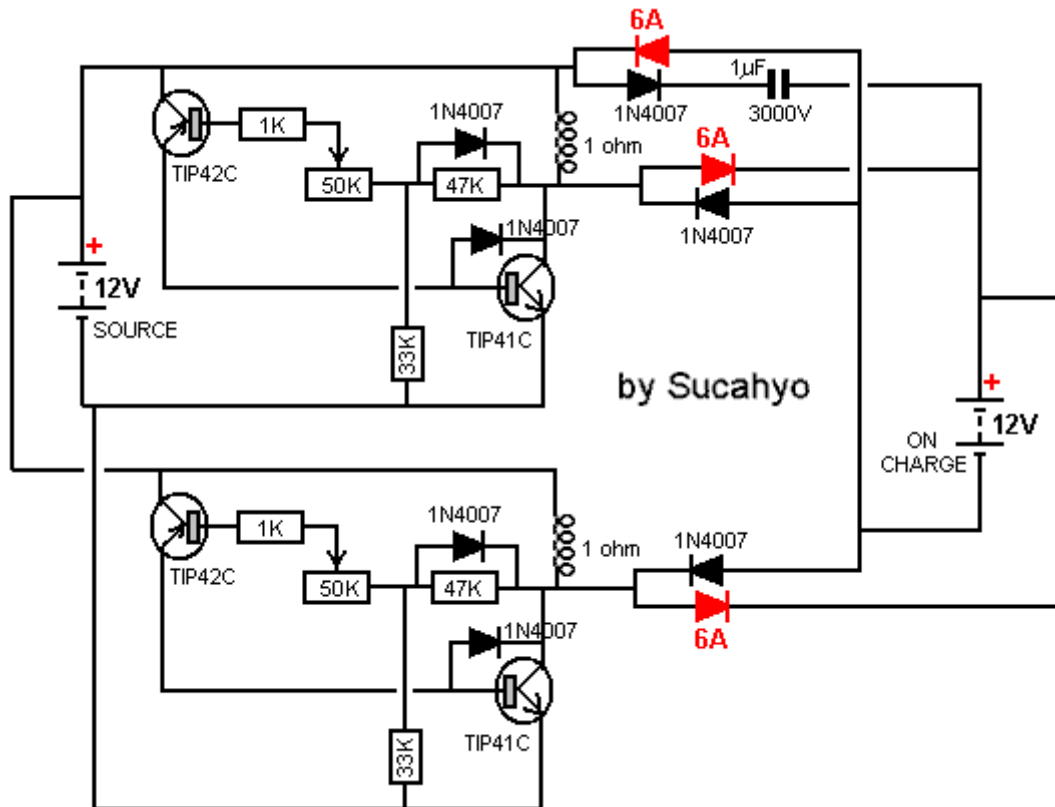 6A
1µF
1N4007
3000V
1N4007
1K
1 ohm
6A
TIP42C
50K
47K
1N4007
1N4007
+
12V
SOURCE
33K
TIP41C
by Sucahyo
+
12V
ON
CHARGE
1N4007
1K
1 ohm
1N4007
TIP42C
50K
47K
6A
1N4007
33K
TIP41C